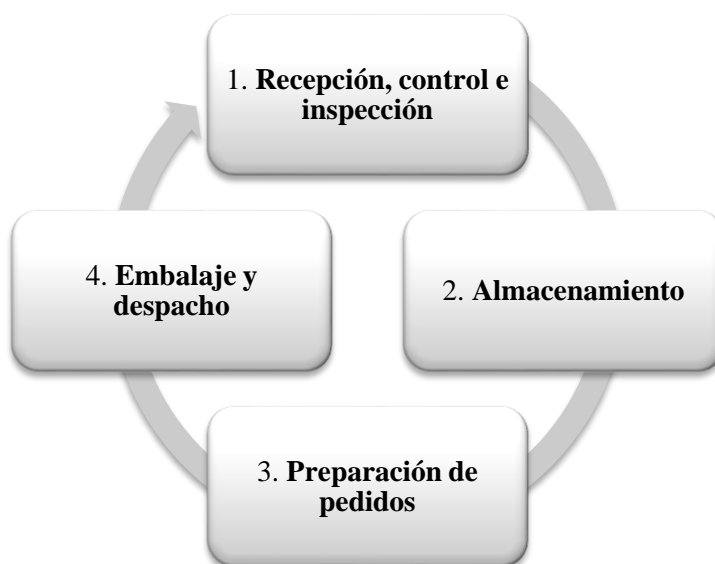 1. Recepción, control e
inspección
2. Almacenamiento
3. Preparación de
pedidos
4. Embalaje y
despacho